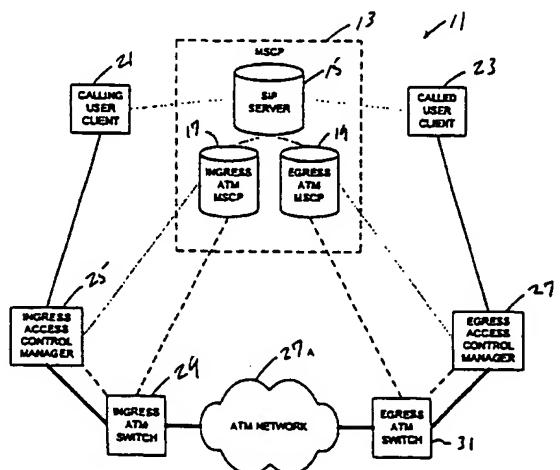 13
11
MSCP
21
15
23
CALLING
USER
CLIENT
SIP
SERVER
CALLED
USER
CLIENT
17
19
INGRESS
ATM
MSCP
EGRESS
ATM
MSCP
25
27
INGRESS
ACCESS
CONTROL
MANAGER
EGRESS
ACCESS
CONTROL
MANAGER
29
27A
INGRESS
ATM
SWITCH
ATM NETWORK
EGRESS
ATM
SWITCH
31